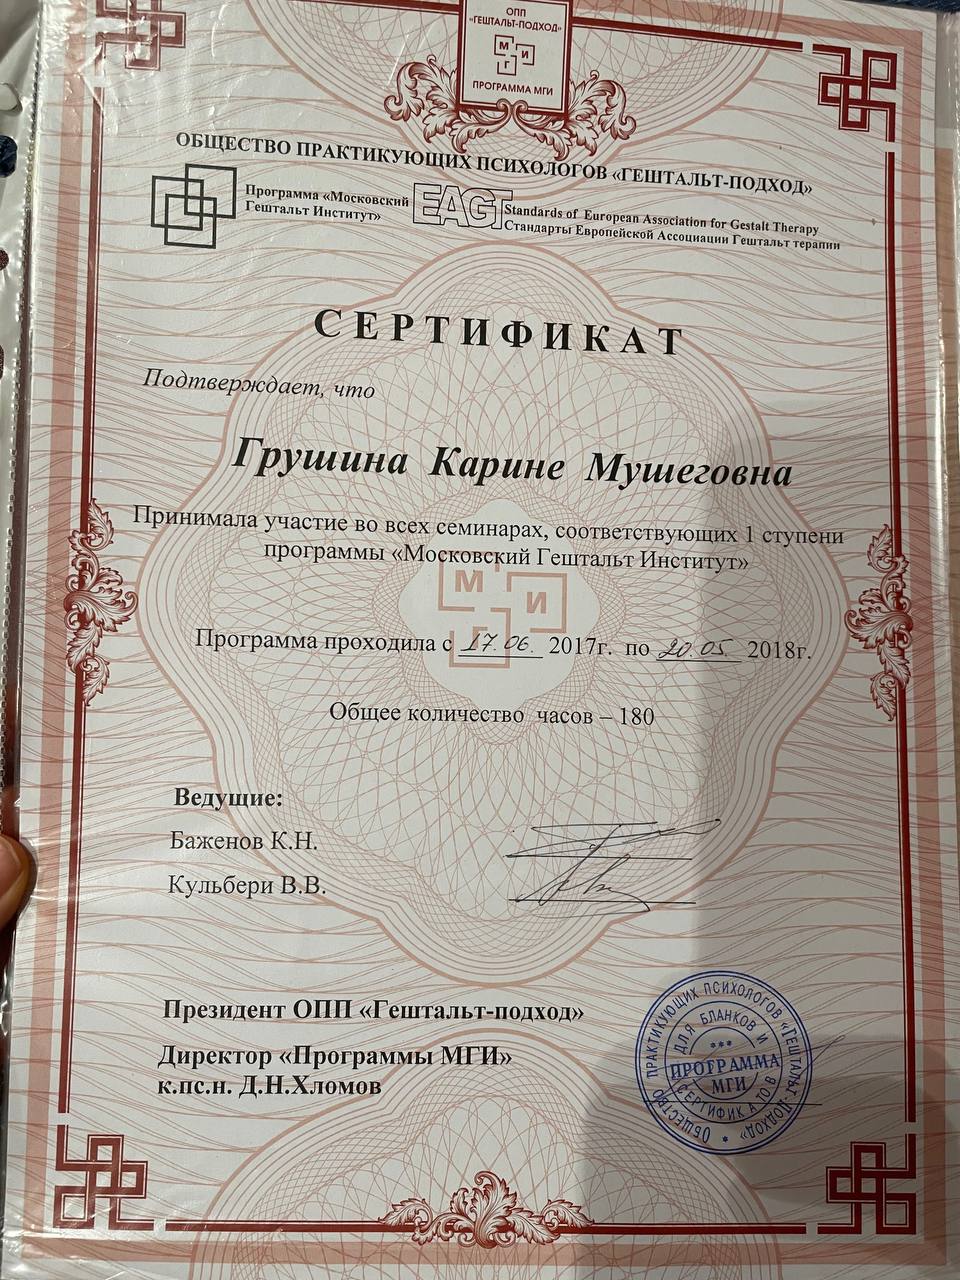 ОПП
«ГЕШТАЛЬТ-ПОДХОД»
М
И
Г
ПРОГРАММА МГИ
ОБЩЕСТВО ПРАКТИКУЮЩИХ ПСИХОЛОГОВ «ГЕШТАЛЬТ-ПОДХОД»
Программа «Московский
Гештальт Институт»
EAGT
Standards of European Association for Gestalt Therapy
Стандарты Европейской Ассоциации Гештальт терапии
СЕРТИФИКАТ
Подтверждает, что
Грушина Карине Мушеговна
Принимала участие во всех семинарах, соответствующих 1 ступени
программы «Московский Гештальт Институт»
М
И
Г
Программа проходила с 17.06. 2017г. по 20.05. 2018г.
Общее количество часов – 180
Ведущие:
Баженов К.Н.
Кульбери В.В.
Президент ОПП «Гештальт-подход»
Директор «Программы МГИ»
к.пс.н. Д.Н.Хломов
ОБЩЕСТВО ПРАКТИКУЮЩИХ ПСИХОЛОГОВ «ГЕШТАЛЬТ-ПОДХОД» *
ДЛЯ БЛАНКОВ И
***
ПРОГРАММА
МГИ
СЕРТИФИКАТОВ